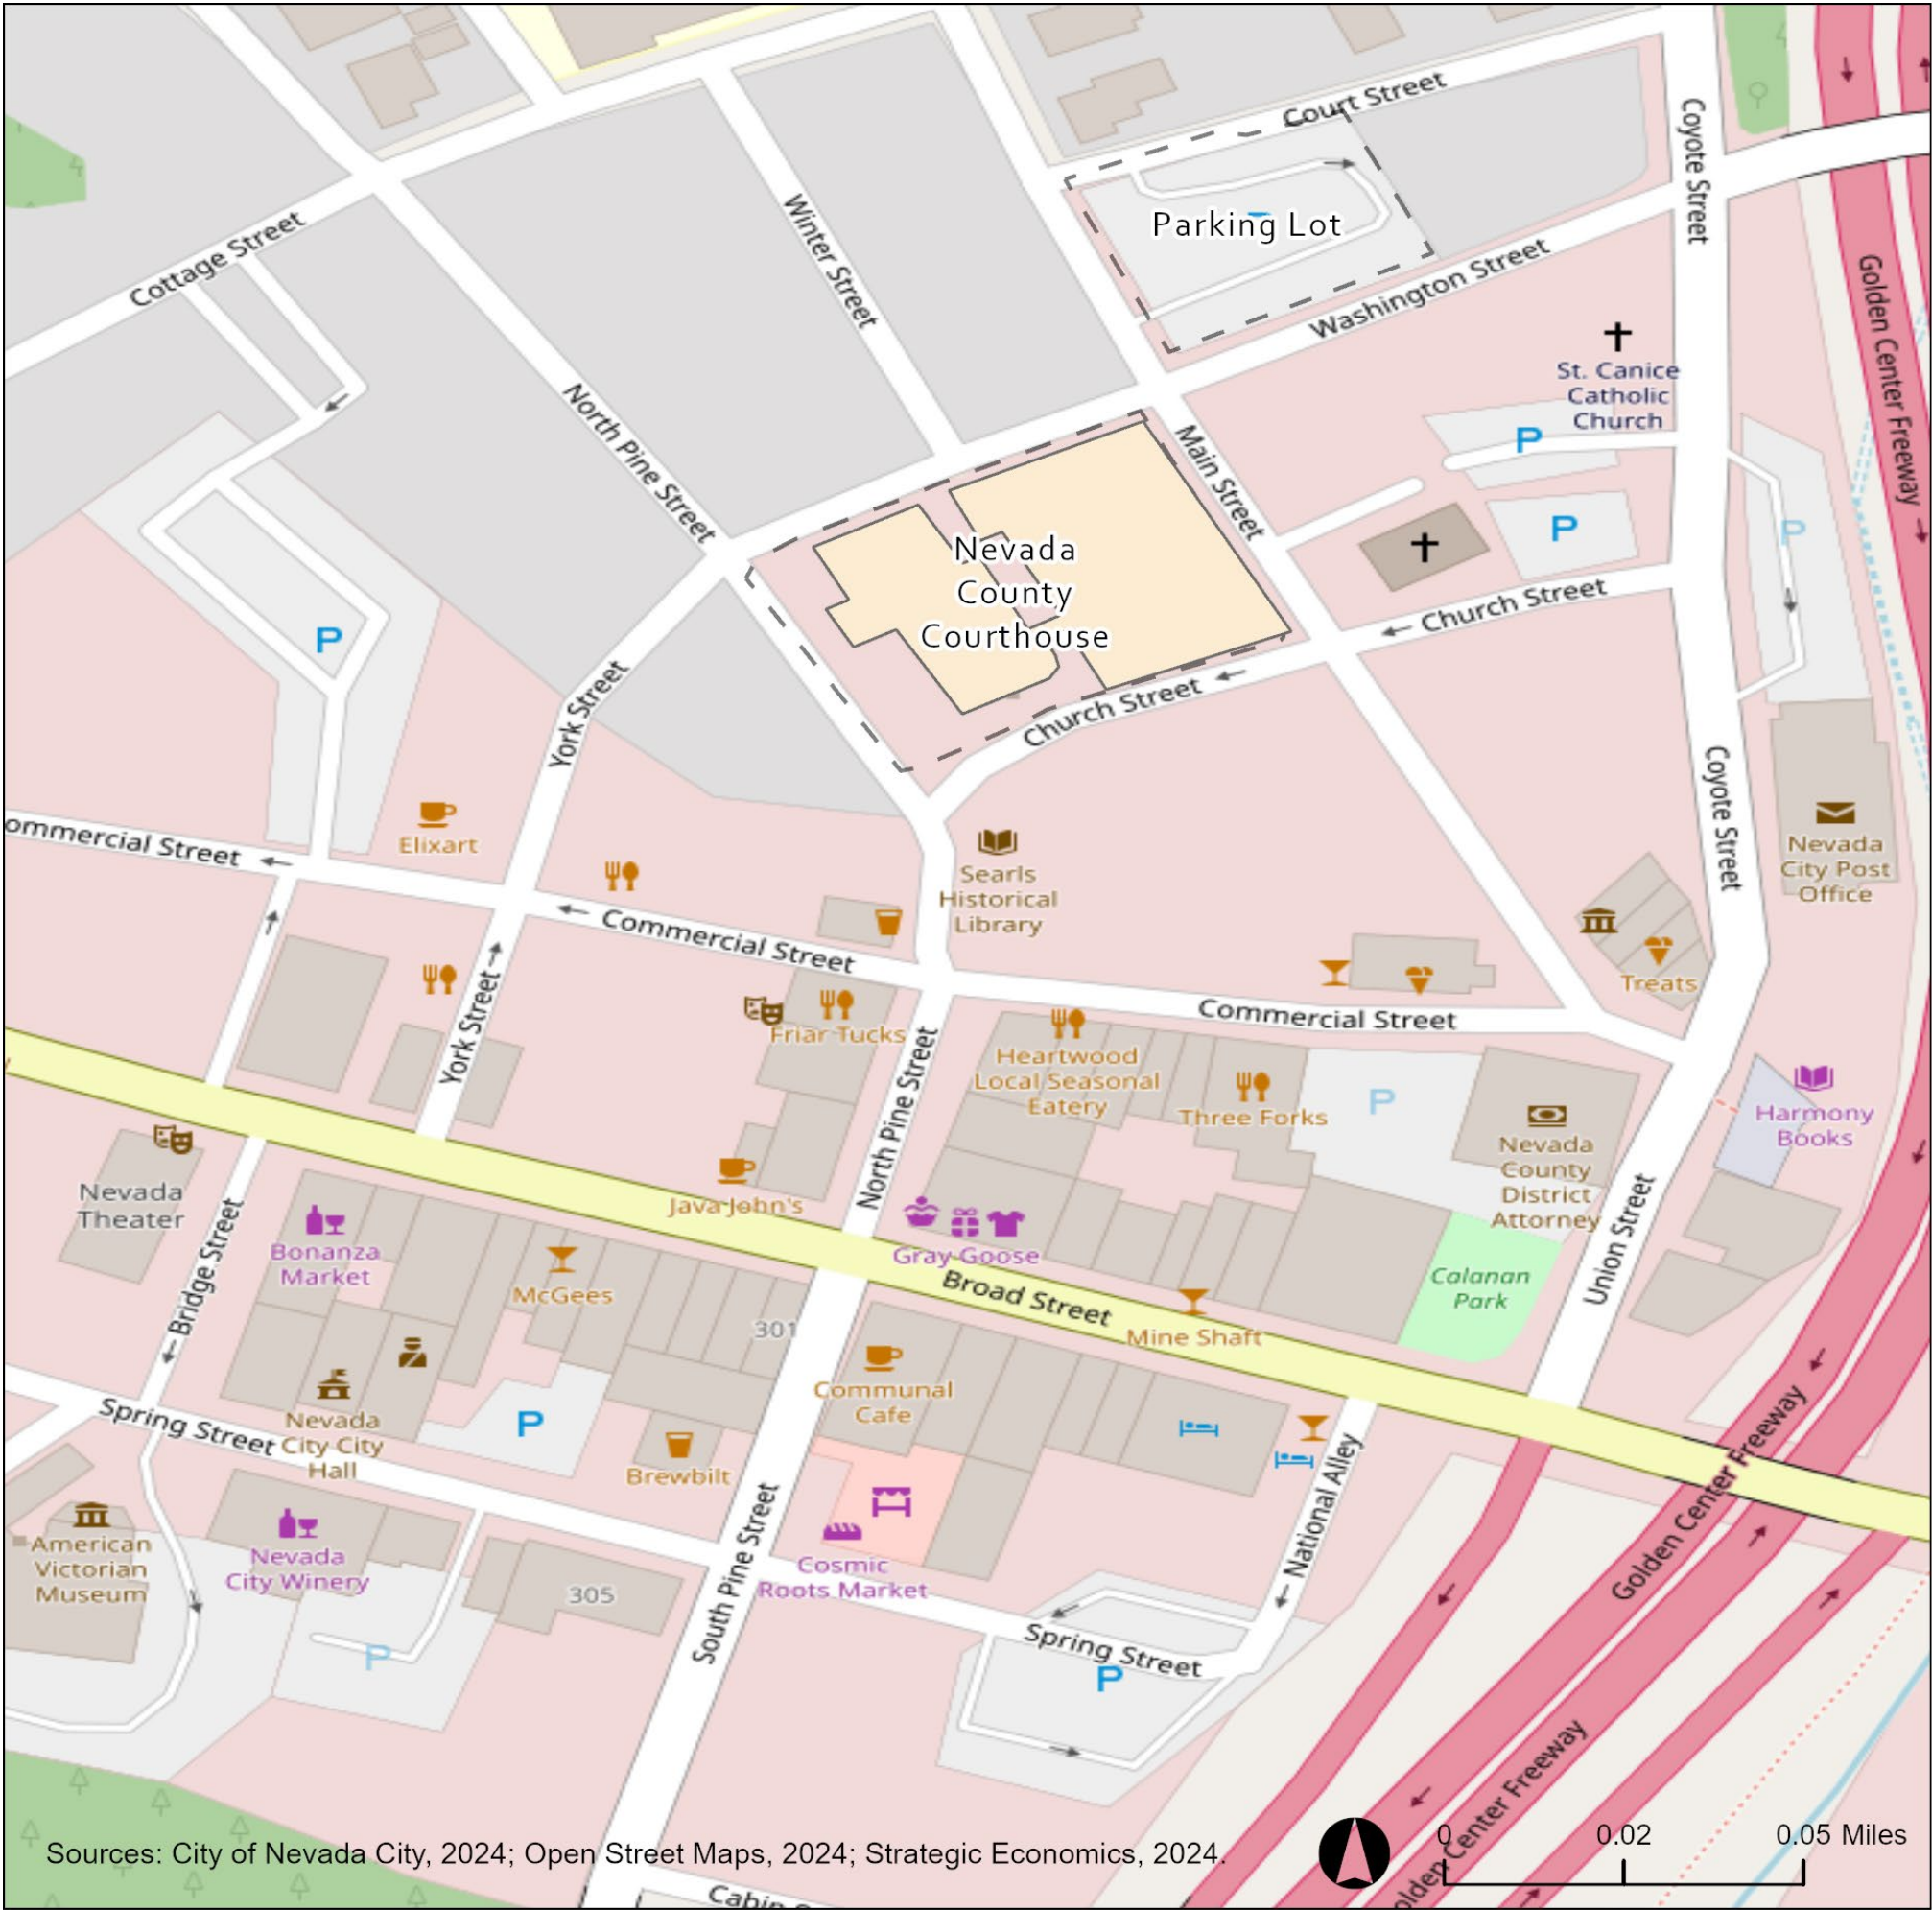 Court Street
Coyote Street
Parking Lot
Winter Street
Cottage Street
Washington Street
Golden Center Freeway
St. Canice
Catholic
Church
North Pine Street
Main Street
P
P
P
Nevada
County
Courthouse
Church Street
P
Church Street
York Street
Coyote Street
Elixart
ommercial Street
Searls
Historical
Library
Nevada
City Post
Office
Commercial Street
Treats
Commercial Street
York Street
Friar Tucks
North Pine Street
Heartwood
Local Seasonal
Eatery
Three Forks
P
Harmony
Books
Nevada
County
District
Attorney
Nevada
Theater
Java John's
Gray Goose
Bonanza
Market
Bridge Street
McGees
Broad Street
Calanan
Park
Union Street
301
Mine Shaft
Communal
Cafe
Nevada
City City
Hall
Spring Street
P
Brewbilt
National Alley
Golden Center Freeway
American
Victorian
Museum
Nevada
City Winery
305
South Pine Street
Cosmic
Roots Market
P
Spring Street
P
olden Center Freeway
Sources: City of Nevada City, 2024; Open Street Maps, 2024; Strategic Economics, 2024.
0 0.02 0.05 Miles
Cabin S